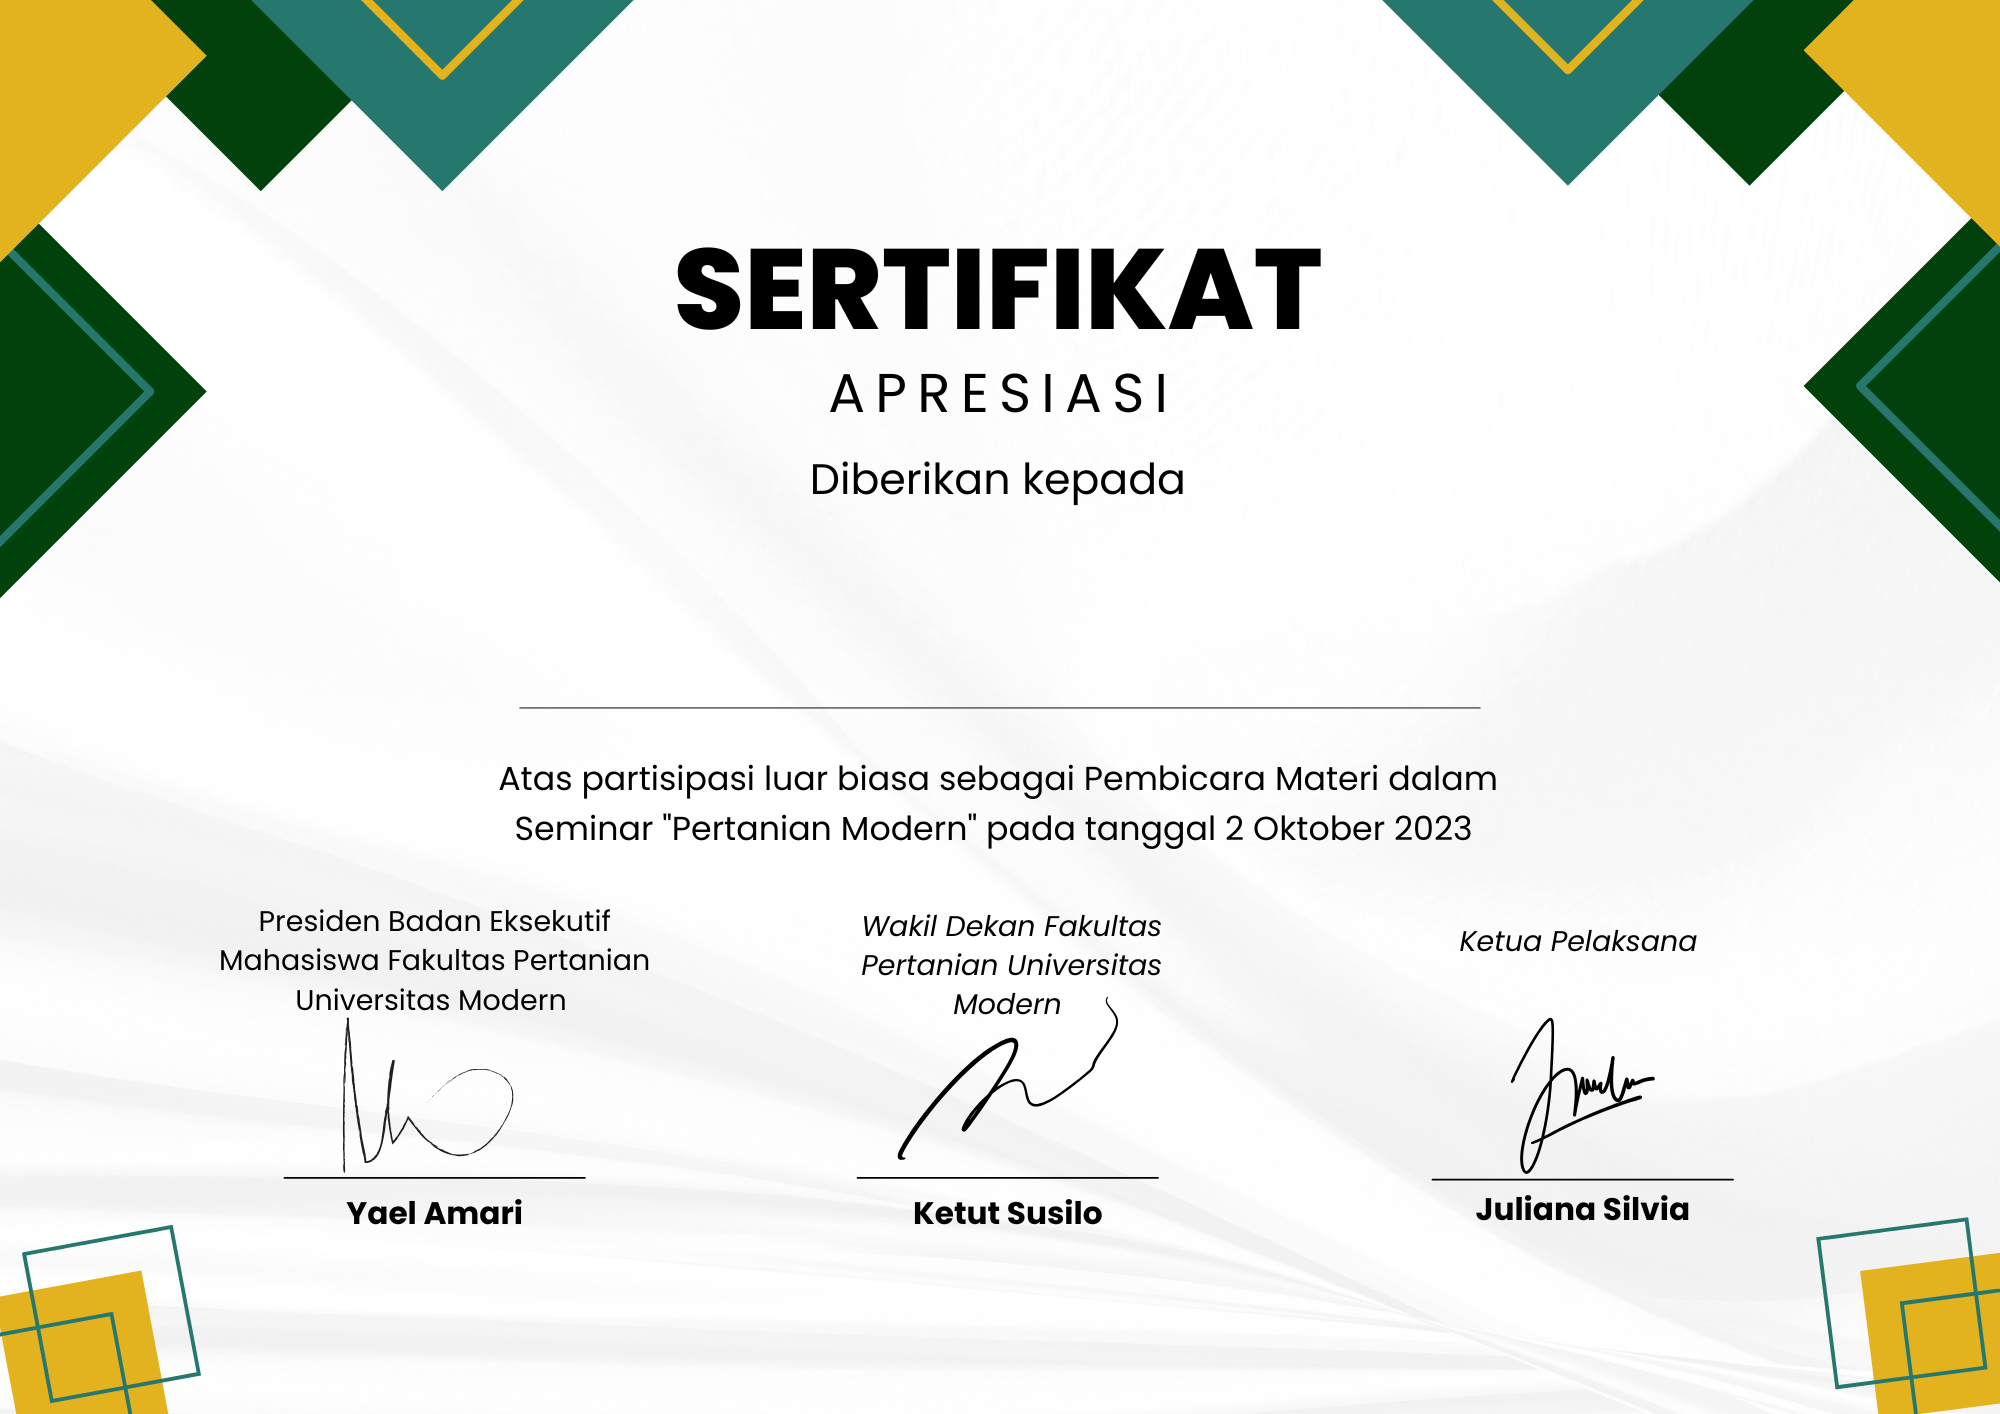 SERTIFIKAT
APRESIASI
Diberikan kepada
Atas partisipasi luar biasa sebagai Pembicara Materi dalam
Seminar "Pertanian Modern" pada tanggal 2 Oktober 2023
Presiden Badan Eksekutif
Mahasiswa Fakultas Pertanian
Universitas Modern
Yael Amari
Wakil Dekan Fakultas
Pertanian Universitas
Modern
Ketut Susilo
Ketua Pelaksana
Juliana Silvia